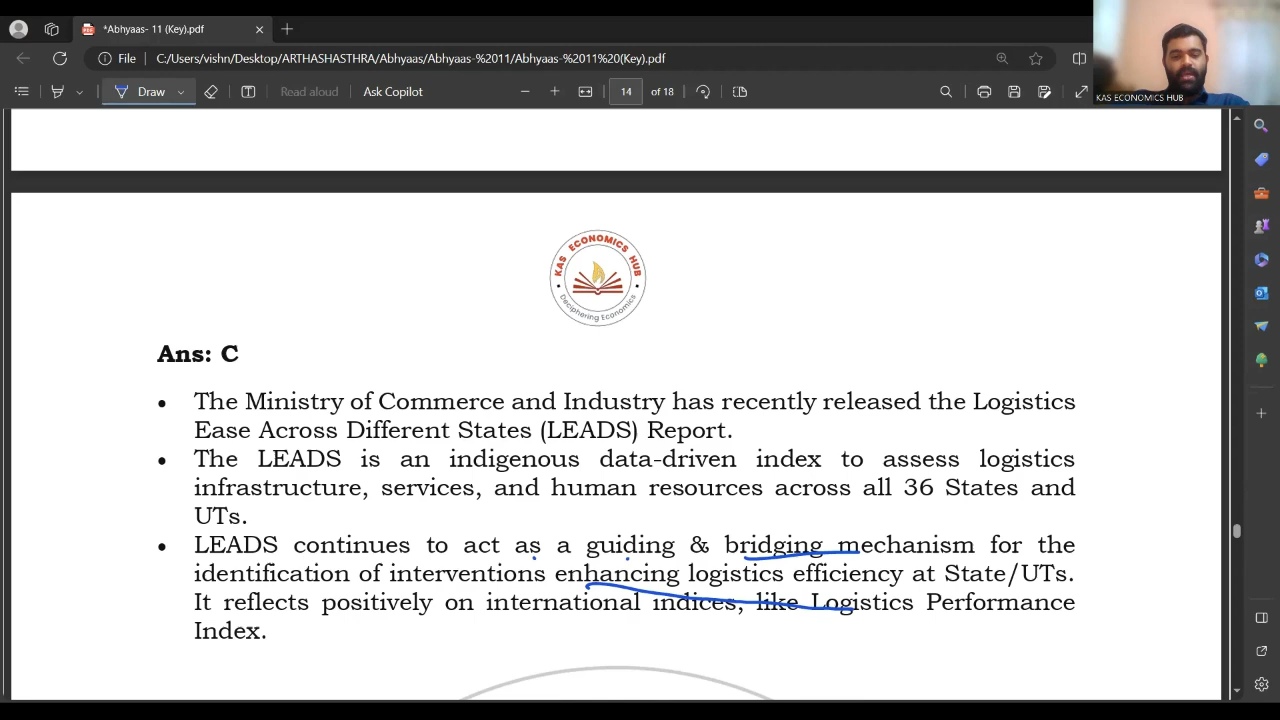 *Abhyaas- 11 (Key).pdf
File C:/Users/vishn/Desktop/ARTHASHASTHRA/Abhyaas/Abhyaas-%2011/Abhyaas-%2011%20(Key).pdf
Draw Read aloud Ask Copilot 14 of 18
KAS ECONOMICS HUB
KAS ECONOMICS HUB
Deciphering Economics
Ans: C
• The Ministry of Commerce and Industry has recently released the Logistics
Ease Across Different States (LEADS) Report.
• The LEADS is an indigenous data-driven index to assess logistics
infrastructure, services, and human resources across all 36 States and
UTs.
• LEADS continues to act as a guiding & bridging mechanism for the
identification of interventions enhancing logistics efficiency at State/UTs.
It reflects positively on international indices, like Logistics Performance
Index.